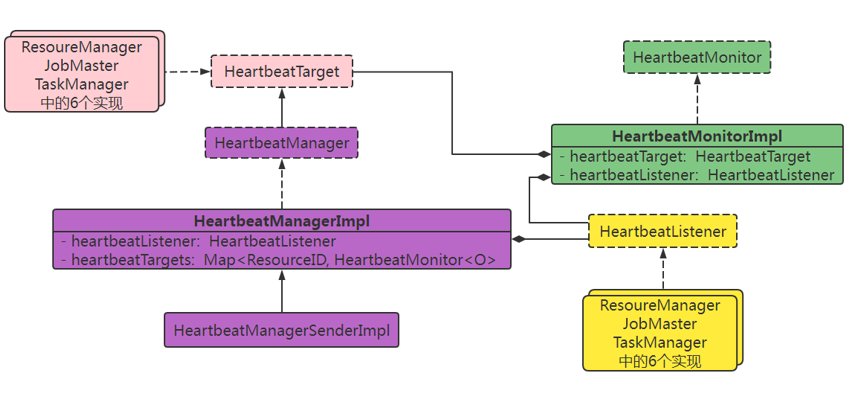 ResoureManager
JobMaster
TaskManager
中的6个实现
HeartbeatTarget
HeartbeatMonitor
HeartbeatManager
HeartbeatMonitorImpl
- heartbeatTarget: HeartbeatTarget
- heartbeatListener: HeartbeatListener
HeartbeatManagerImpl
- heartbeatListener: HeartbeatListener
- heartbeatTargets: Map<ResourceID, HeartbeatMonitor<O>
HeartbeatListener
HeartbeatManagerSenderImpl
ResoureManager
JobMaster
TaskManager
中的6个实现